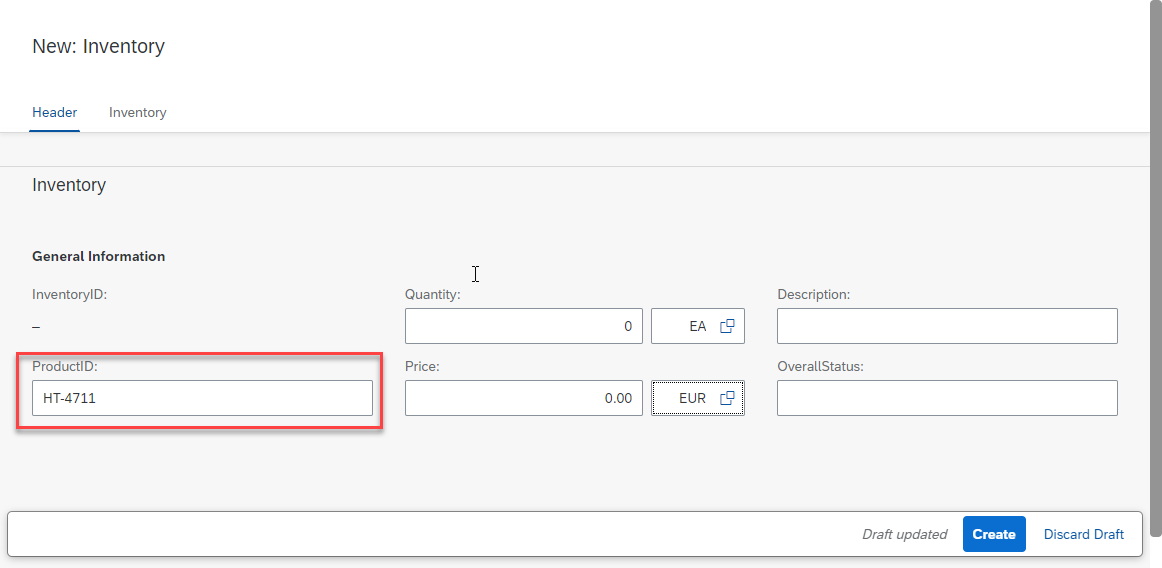 New: Inventory
Header Inventory
Inventory
General Information
InventoryID: Quantity: Description:
– 0 EA
ProductID: Price: OverallStatus:
HT-4711 0.00 EUR
Draft updated Create Discard Draft